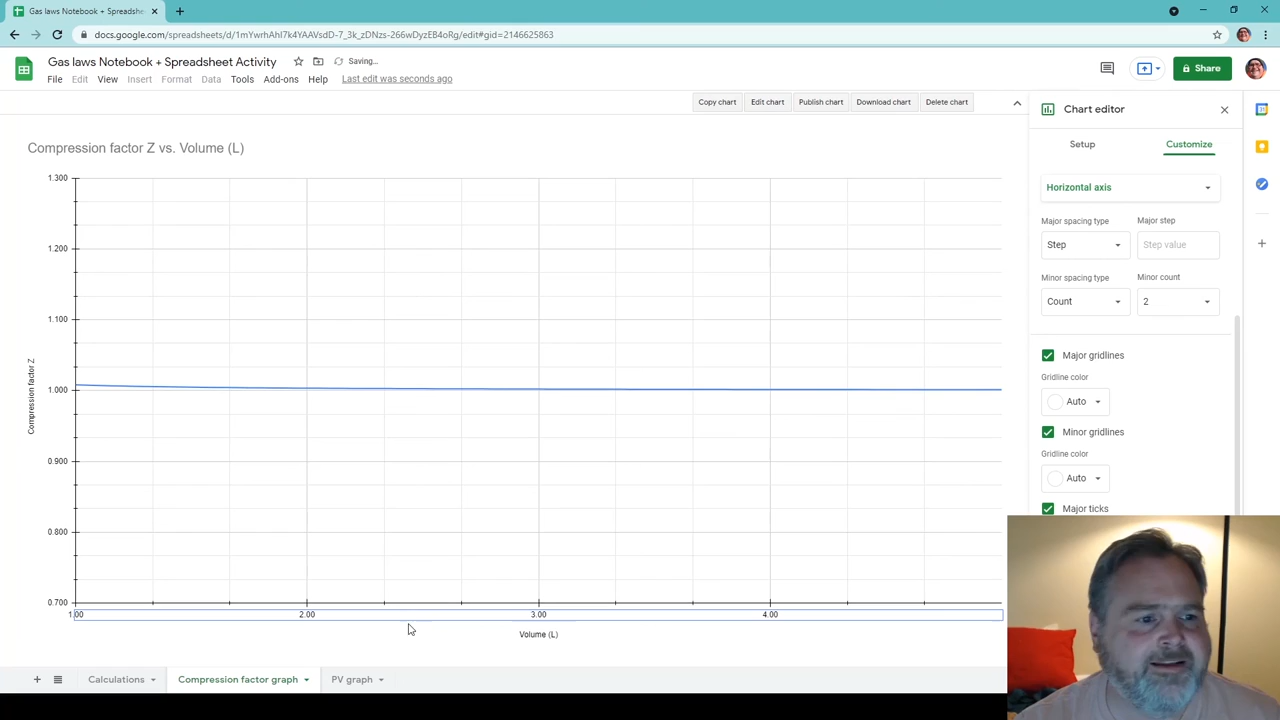 Gas laws Notebook + Spreadshe
docs.google.com/spreadsheets/d/1mYwrhAhI7k4YAAVsdD-7_3k_zDNzs-266wDyzEB4oRg/edit#gid=2146625863
Gas laws Notebook + Spreadsheet Activity
Saving...
File Edit View Insert Format Data Tools Add-ons Help Last edit was seconds ago
Share
Copy chart Edit chart Publish chart Download chart Delete chart
Chart editor
Setup Customize
Horizontal axis
Major spacing type Major step
Step Step value
Minor spacing type Minor count
Count 2
Major gridlines
Gridline color
Auto
Minor gridlines
Gridline color
Auto
Major ticks
Compression factor Z vs. Volume (L)
1.300
1.200
1.100
1.000
0.900
0.800
0.700
Compression factor Z
1.00 2.00 3.00 4.00
Volume (L)
Calculations Compression factor graph PV graph